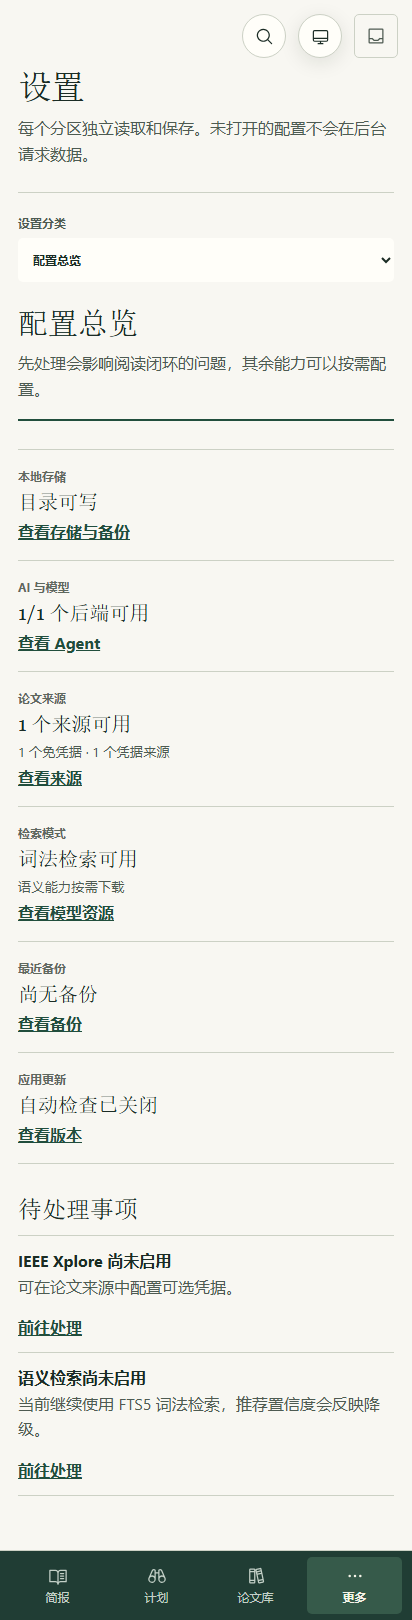 设置
每个分区独立读取和保存。未打开的配置不会在后台
请求数据。
设置分类
配置总览
配置总览
先处理会影响阅读闭环的问题，其余能力可以按需配
置。
本地存储
目录可写
查看存储与备份
AI 与模型
1/1 个后端可用
查看 Agent
论文来源
1 个来源可用
1 个免凭据 · 1 个凭据来源
查看来源
检索模式
词法检索可用
语义能力按需下载
查看模型资源
最近备份
尚无备份
查看备份
应用更新
自动检查已关闭
查看版本
待处理事项
IEEE Xplore 尚未启用
可在论文来源中配置可选凭据。
前往处理
语义检索尚未启用
当前继续使用 FTS5 词法检索，推荐置信度会反映降
级。
前往处理
简报
计划
论文库
更多